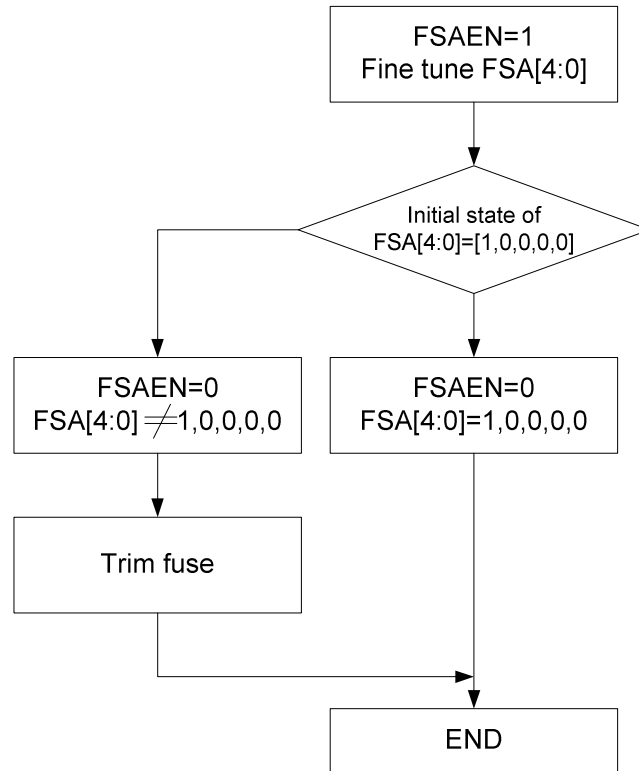 FSAEN=1
Fine tune FSA[4:0]
Initial state of
FSA[4:0]=[1,0,0,0,0]
FSAEN=0
FSA[4:0] ≠1,0,0,0,0
FSAEN=0
FSA[4:0]=1,0,0,0,0
Trim fuse
END